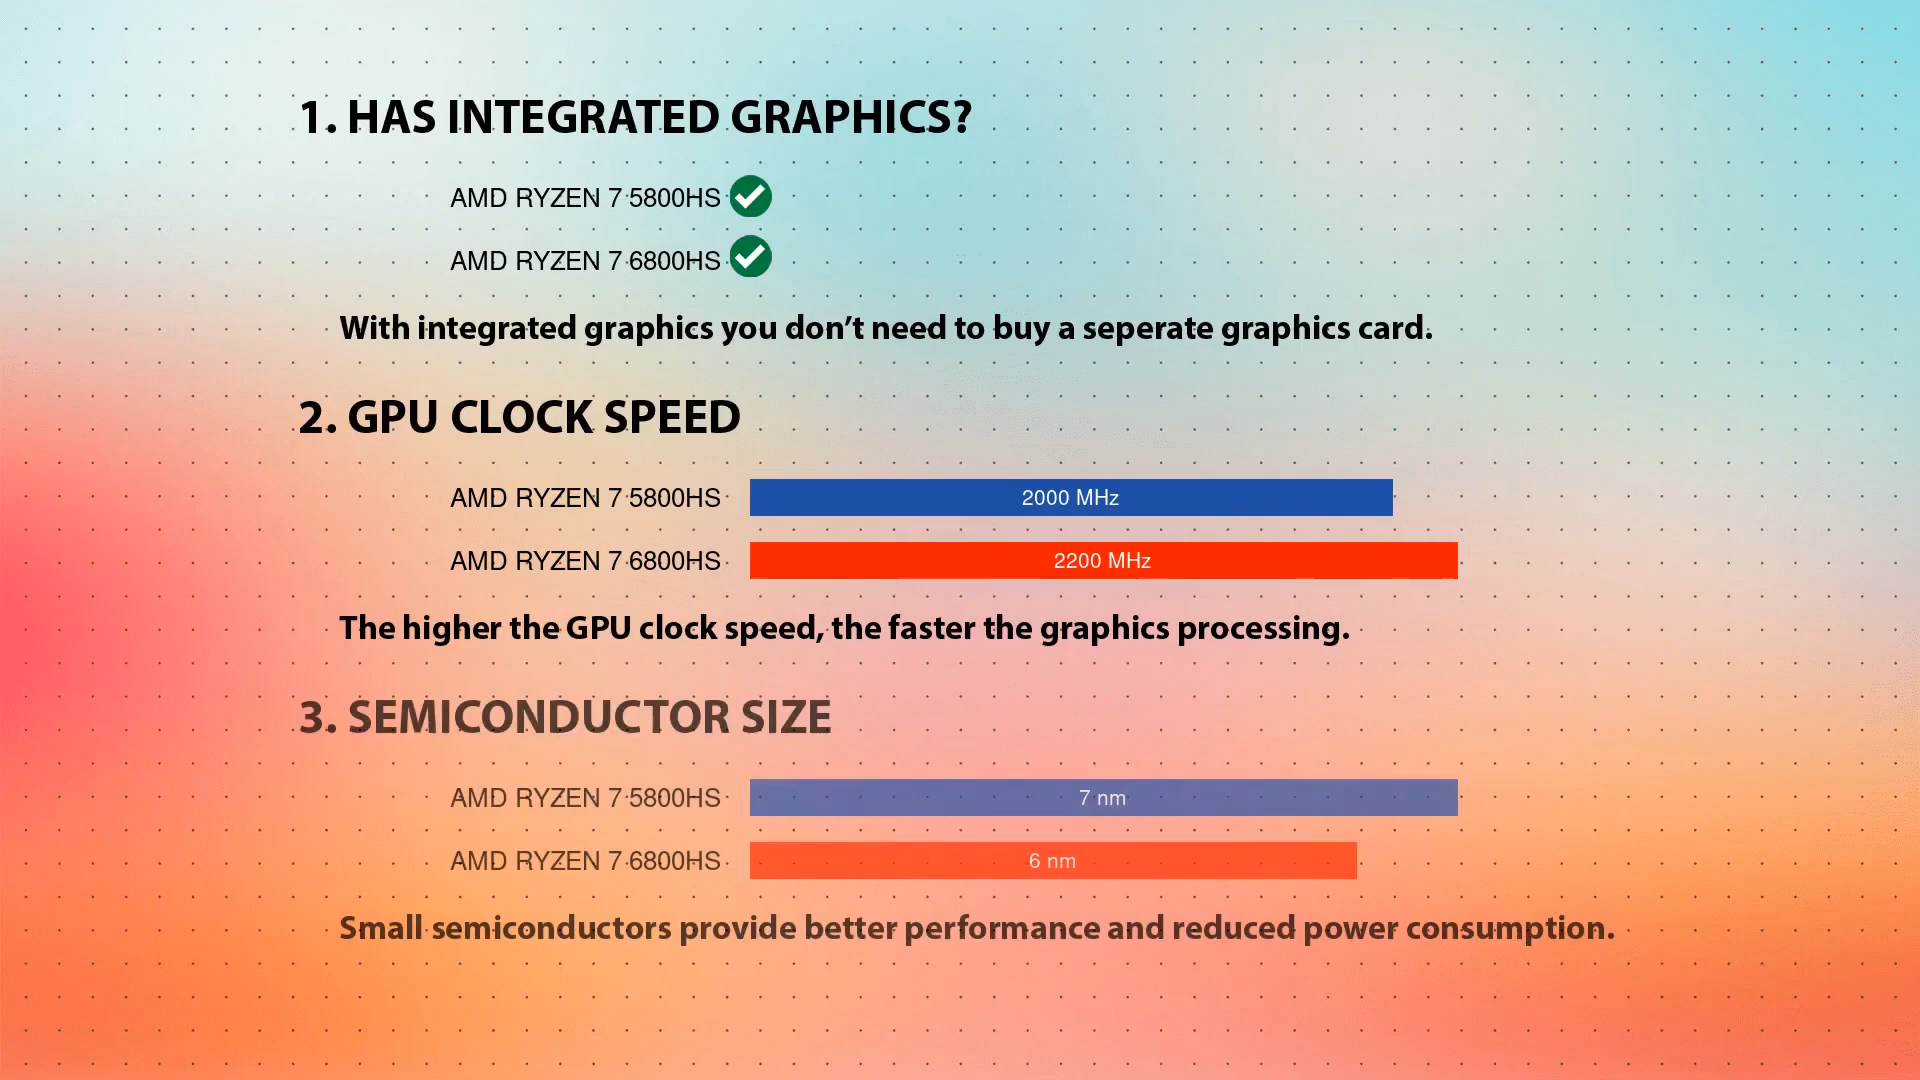 1. HAS INTEGRATED GRAPHICS?
AMD RYZEN 7 5800HS
AMD RYZEN 7 6800HS
With integrated graphics you don’t need to buy a seperate graphics card.
2. GPU CLOCK SPEED
AMD RYZEN 7 5800HS 2000 MHz
AMD RYZEN 7 6800HS 2200 MHz
The higher the GPU clock speed, the faster the graphics processing.
3. SEMICONDUCTOR SIZE
AMD RYZEN 7 5800HS 7 nm
AMD RYZEN 7 6800HS 6 nm
Small semiconductors provide better performance and reduced power consumption.